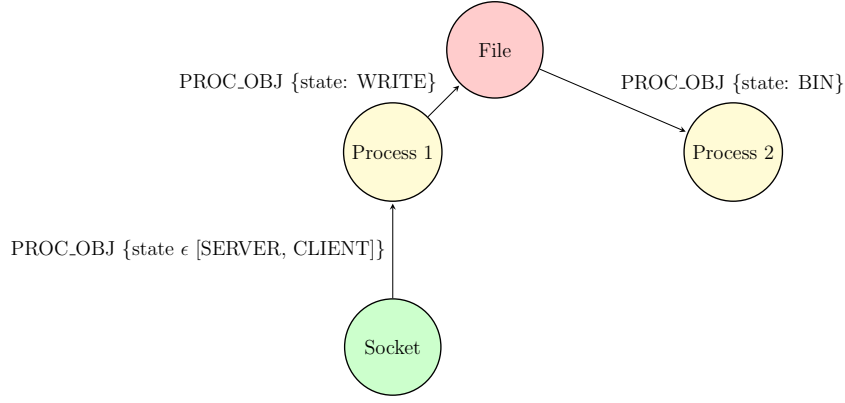 File
PROC_OBJ {state: WRITE}
PROC_OBJ {state: BIN}
Process 1
Process 2
PROC_OBJ {state ϵ [SERVER, CLIENT]}
Socket